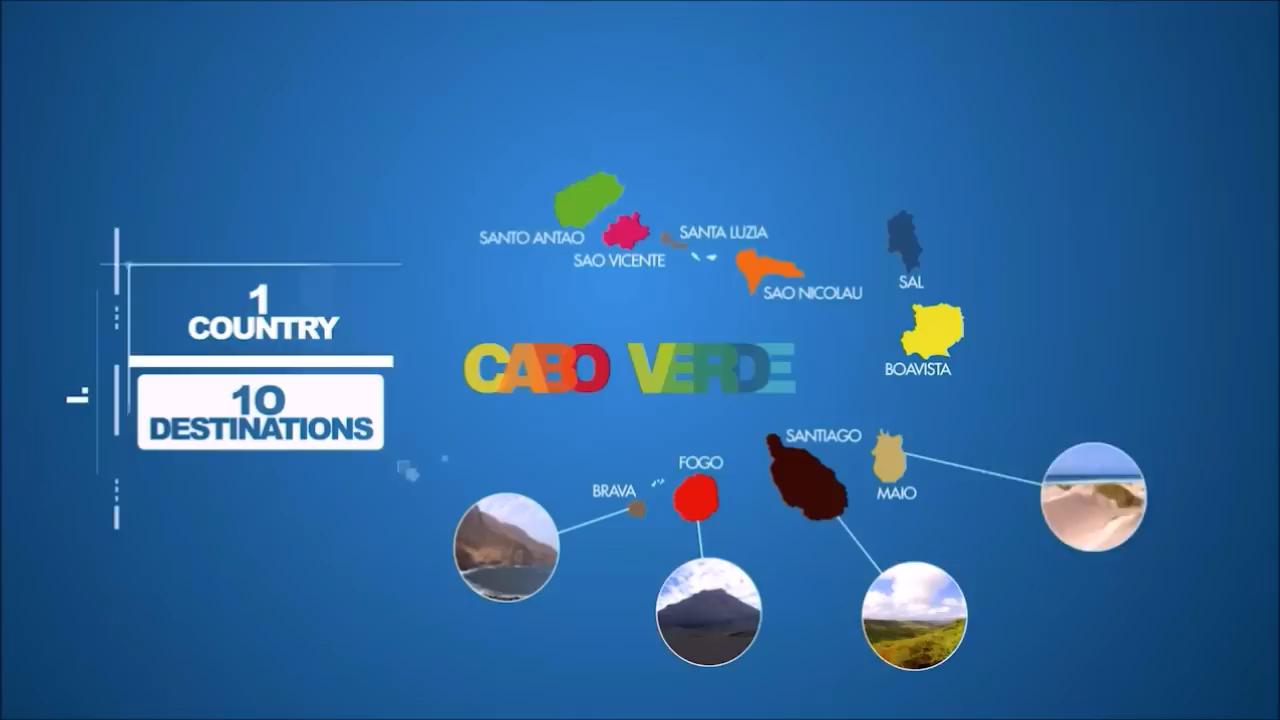 1
COUNTRY
10
DESTINATIONS
SANTO ANTAO
SAO VICENTE
SANTA LUZIA
SAO NICOLAU
SAL
BOAVISTA
CABO VERDE
SANTIAGO
MAIO
FOGO
BRAVA